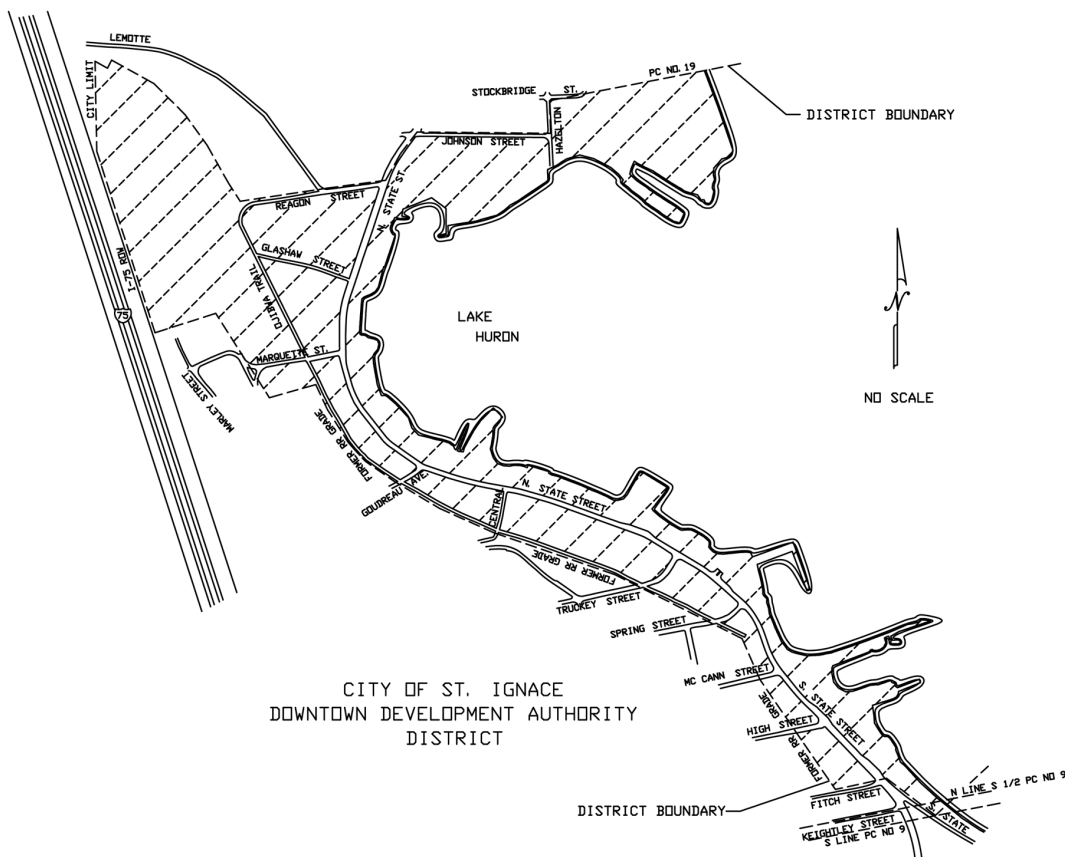 LEMOTTE
CITY LIMIT
PC NO. 19
STOCKBRIDGE ST.
DISTRICT BOUNDARY
HAZELTON
JOHNSON STREET
N. STATE ST.
REAGON STREET
GLASHAW STREET
I-75 ROW
OJIBWA TRAIL
75
LAKE
HURON
N
NO SCALE
MARQUETTE ST.
MARLEY STREET
FORMER RR GRADE
GOUDREAU AVE.
CENTRAL
N. STATE STREET
FORMER RR GRADE
TRUCKEY STREET
SPRING STREET
MC CANN STREET
S. STATE STREET
CITY OF ST. IGNACE
DOWNTOWN DEVELOPMENT AUTHORITY
DISTRICT
HIGH STREET
FORMER RR GRADE
N LINE S 1/2 PC NO 9
DISTRICT BOUNDARY
FITCH STREET
S. STATE
KEIGHTLEY STREET
S LINE PC NO 9